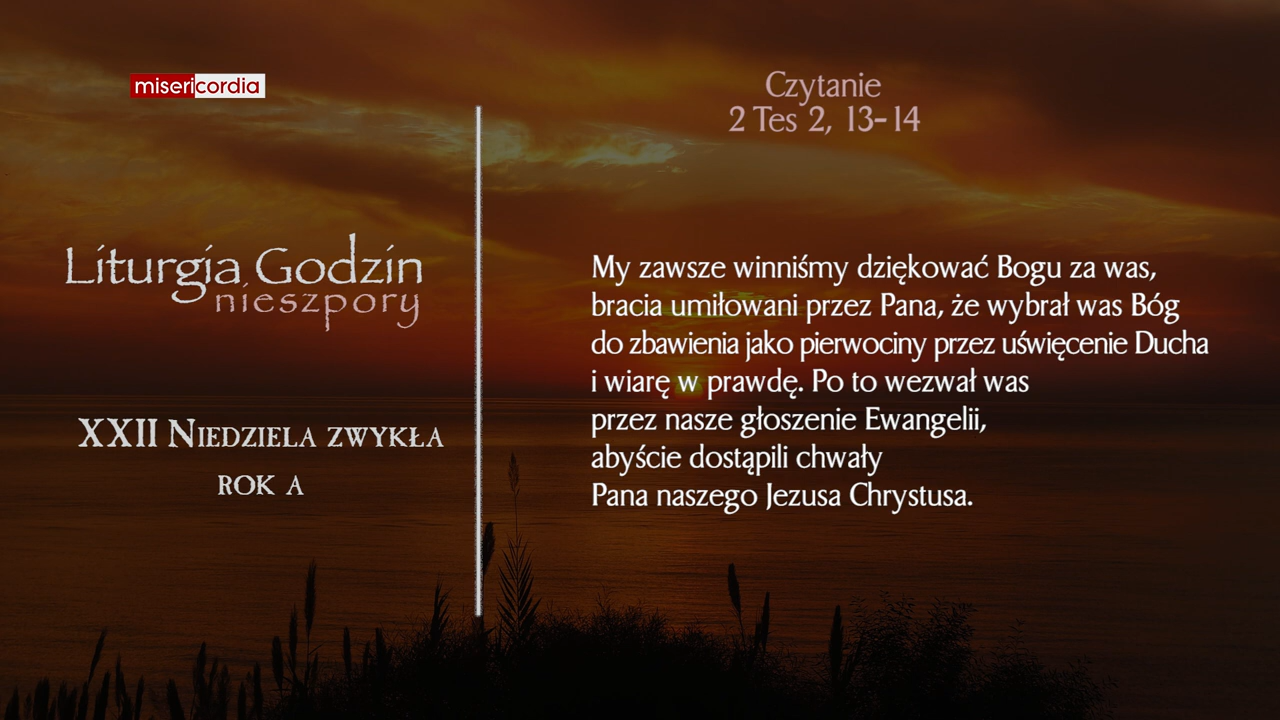 misericordia
Liturgia Godzin
nieszpory
XXII Niedziela zwykła
rok A
Czytanie
2 Tes 2, 13-14
My zawsze winniśmy dziękować Bogu za was,
bracia umiłowani przez Pana, że wybrał was Bóg
do zbawienia jako pierwociny przez uświęcenie Ducha
i wiarę w prawdę. Po to wezwał was
przez nasze głoszenie Ewangelii,
abyście dostąpili chwały
Pana naszego Jezusa Chrystusa.